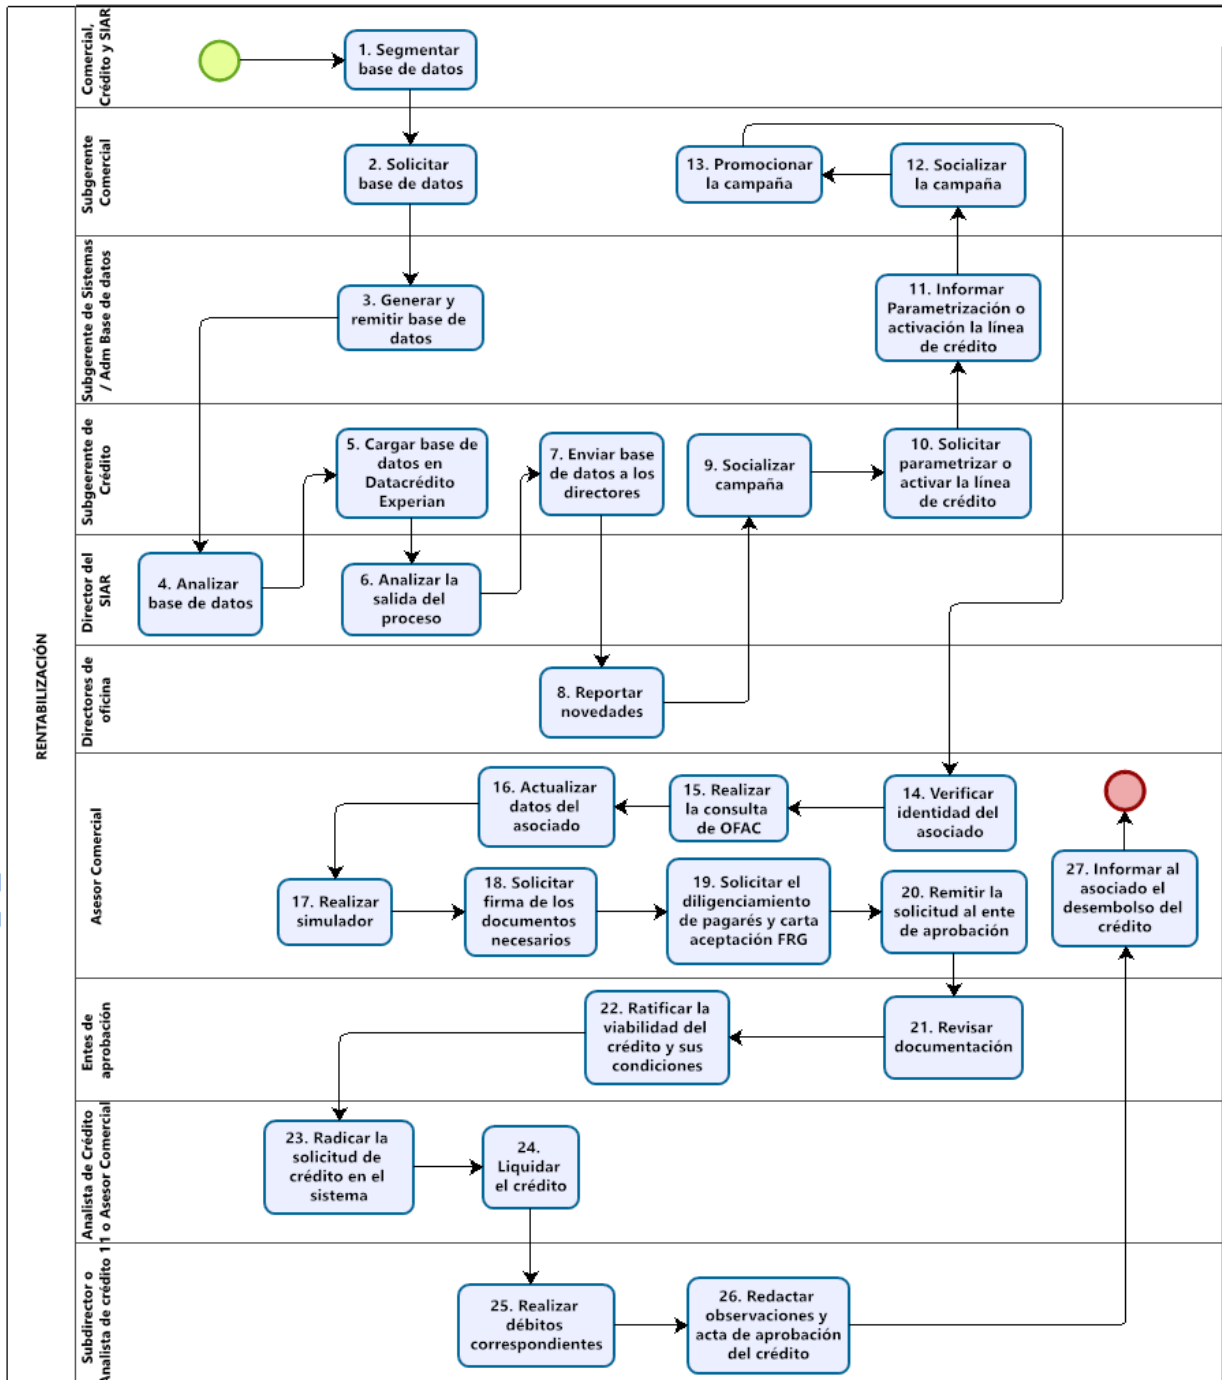 RENTABILIZACIÓN
Comercial,
Crédito y SIAR
1. Segmentar
base de datos
Subgerente
Comercial
2. Solicitar
base de datos
13. Promocionar
la campaña
12. Socializar
la campaña
Subgerente de Sistemas
/ Adm Base de datos
3. Generar y
remitir base de
datos
11. Informar
Parametrización o
activación la línea
de crédito
Subgeerente de
Crédito
5. Cargar base de
datos en
Datacrédito
Experian
7. Enviar base
de datos a los
directores
9. Socializar
campaña
10. Solicitar
parametrizar o
activar la línea
de crédito
Director del
SIAR
4. Analizar
base de datos
6. Analizar la
salida del
proceso
Directores de
oficina
8. Reportar
novedades
Asesor Comercial
16. Actualizar
datos del
asociado
15. Realizar
la consulta
de OFAC
14. Verificar
identidad del
asociado
17. Realizar
simulador
18. Solicitar
firma de los
documentos
necesarios
19. Solicitar el
diligenciamiento
de pagarés y carta
aceptación FRG
20. Remitir la
solicitud al ente
de aprobación
27. Informar al
asociado el
desembolso del
crédito
Entes de
aprobación
22. Ratificar la
viabilidad del
crédito y sus
condiciones
21. Revisar
documentación
Analista de Crédito
1 o Asesor Comercial
23. Radicar la
solicitud de
crédito en el
sistema
24.
Liquidar
el crédito
Subdirector o
Analista de crédito 1
25. Realizar
débitos
correspondientes
26. Redactar
observaciones y
acta de aprobación
del crédito